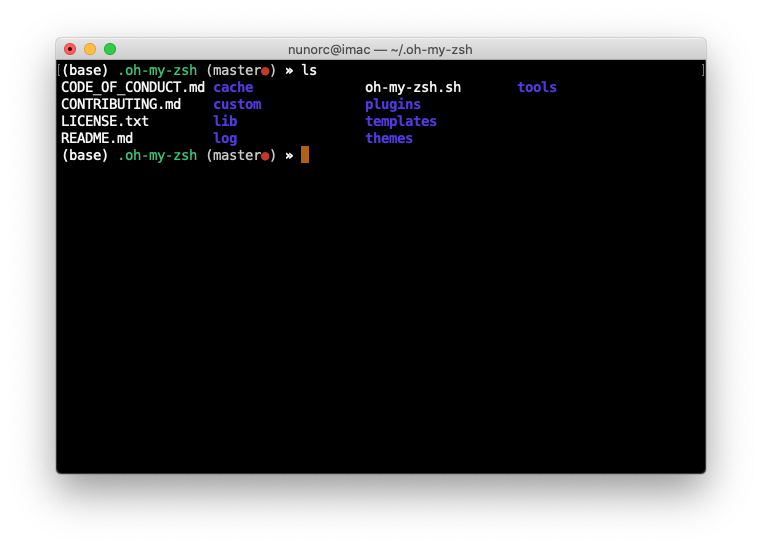 nunorc@imac — ~/.oh-my-zsh
[(base) .oh-my-zsh (master●) » ls ]
CODE_OF_CONDUCT.md cache oh-my-zsh.sh tools
CONTRIBUTING.md custom plugins
LICENSE.txt lib templates
README.md log themes
(base) .oh-my-zsh (master●) »